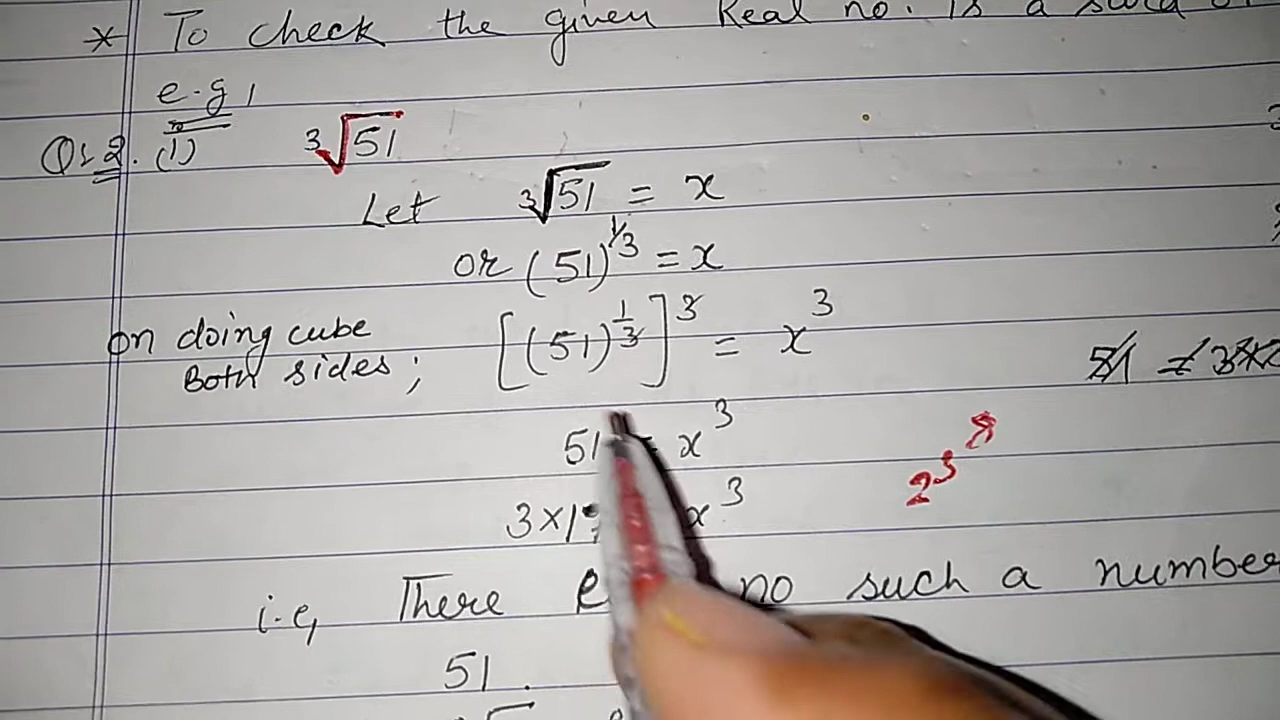 * To check the given Real no. is a surd
e.g,
Q:2. (1) ∛51
Let ∛51 = x
or (51)^1/3 = x
on doing cube Both sides; [(51)^1/3]^3 = x^3
51 = x^3
2^3 8
3×17 x^3
i.e, There no such a number
51.